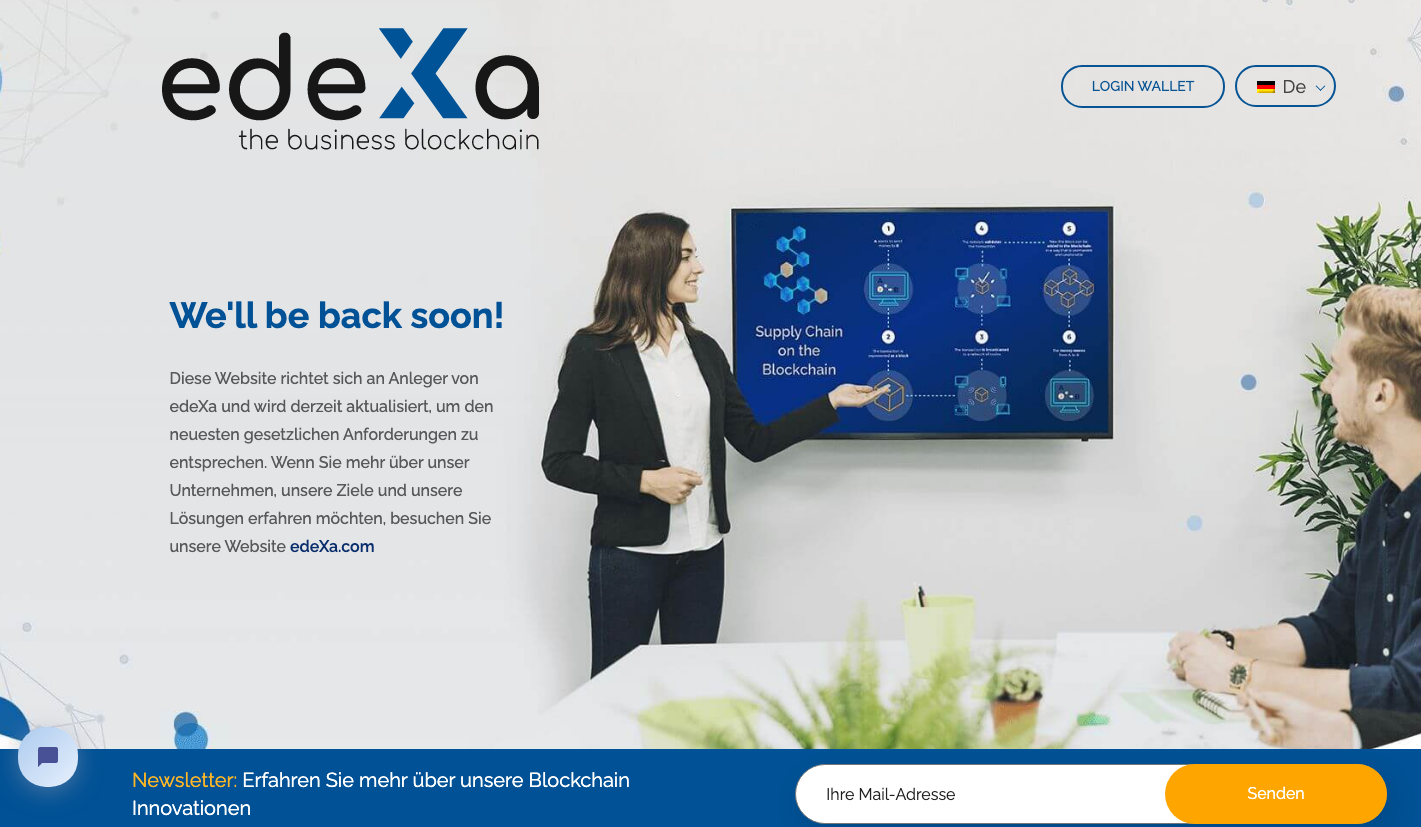 edeXa
the business blockchain
LOGIN WALLET
De
We'll be back soon!
Diese Website richtet sich an Anleger von
edeXa und wird derzeit aktualisiert, um den
neuesten gesetzlichen Anforderungen zu
entsprechen. Wenn Sie mehr über unser
Unternehmen, unsere Ziele und unsere
Lösungen erfahren möchten, besuchen Sie
unsere Website edeXa.com
Supply Chain
on the
Blockchain
1
4
5
2
3
6
Newsletter: Erfahren Sie mehr über unsere Blockchain
Innovationen
Ihre Mail-Adresse
Senden